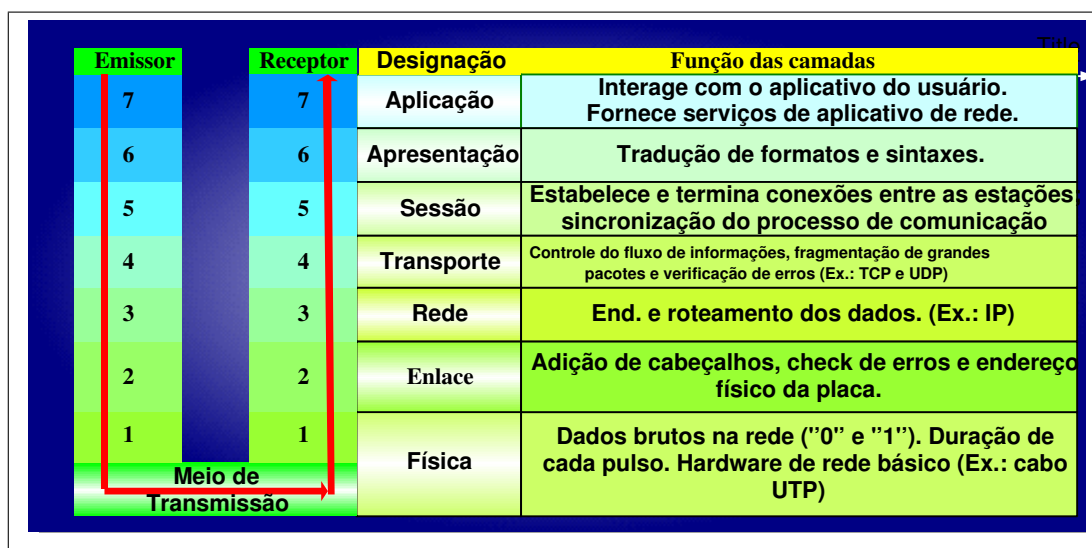 Title
Emissor Receptor Designação Função das camadas
7 7 Aplicação Interage com o aplicativo do usuário.
Fornece serviços de aplicativo de rede.
6 6 Apresentação Tradução de formatos e sintaxes.
5 5 Sessão Estabelece e termina conexões entre as estações,
sincronização do processo de comunicação
4 4 Transporte Controle do fluxo de informações, fragmentação de grandes
pacotes e verificação de erros (Ex.: TCP e UDP)
3 3 Rede End. e roteamento dos dados. (Ex.: IP)
2 2 Enlace Adição de cabeçalhos, check de erros e endereço
físico da placa.
1 1 Física Dados brutos na rede (''0'' e ''1''). Duração de
cada pulso. Hardware de rede básico (Ex.: cabo
UTP)
Meio de
Transmissão